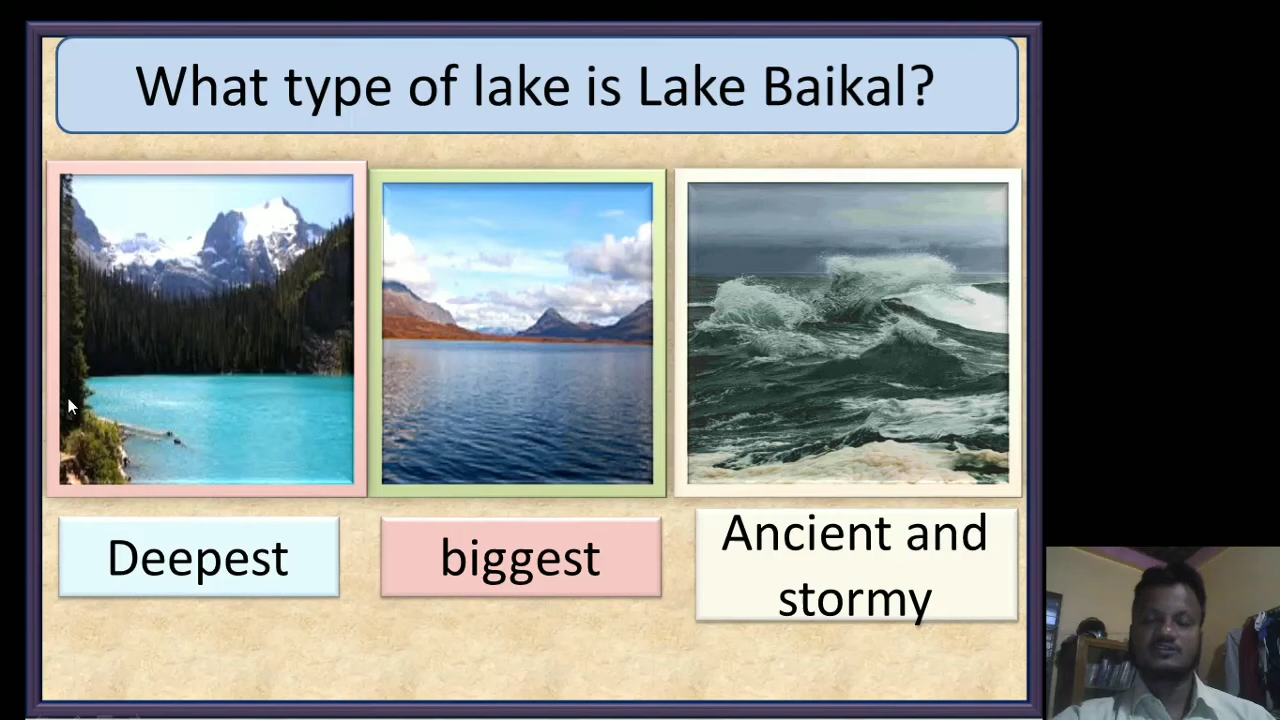 What type of lake is Lake Baikal?
Deepest
biggest
Ancient and
stormy